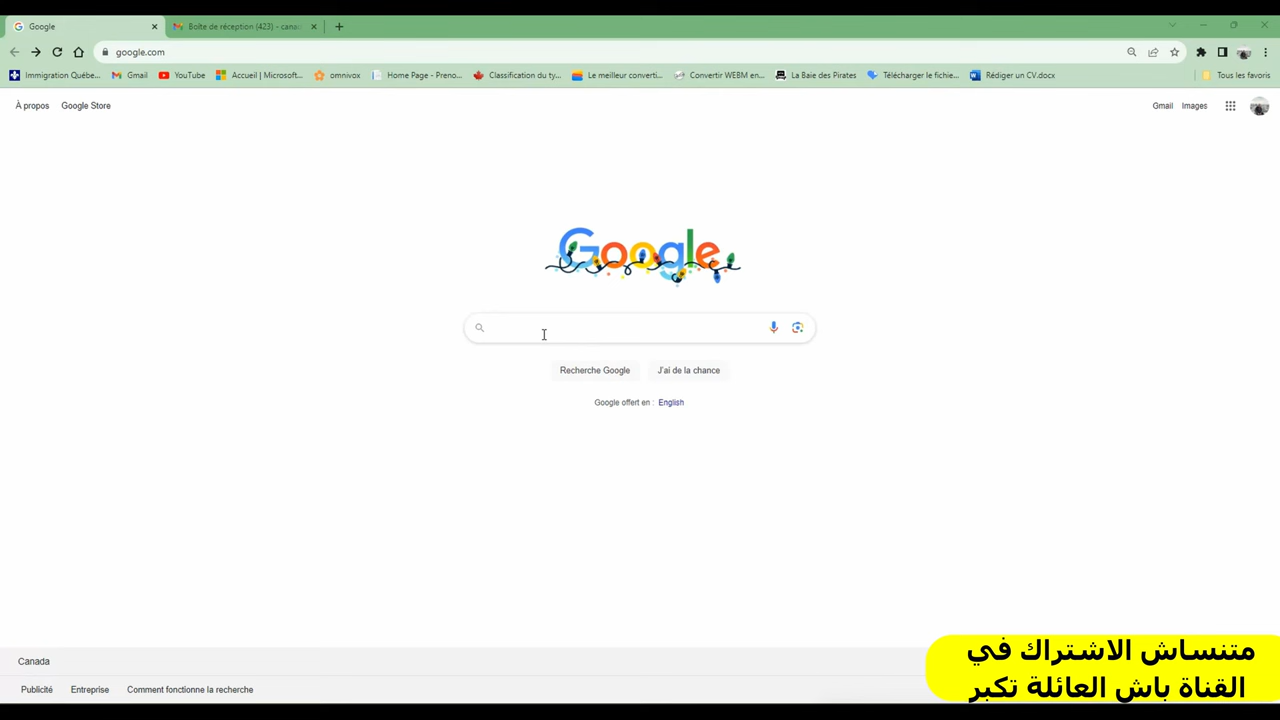 Google
Boîte de réception (423) - cana
google.com
Immigration Québe...
Gmail
YouTube
Accueil | Microsoft...
omnivox
Home Page - Preno...
Classification du ty...
Le meilleur converti...
Convertir WEBM en...
La Baie des Pirates
Télécharger le fichie...
Rédiger un CV.docx
Tous les favoris
À propos
Google Store
Gmail
Images
Google
Recherche Google
J'ai de la chance
Google offert en : English
Canada
Publicité
Entreprise
Comment fonctionne la recherche
متنساش الاشتراك في
القناة باش العائلة تكبر